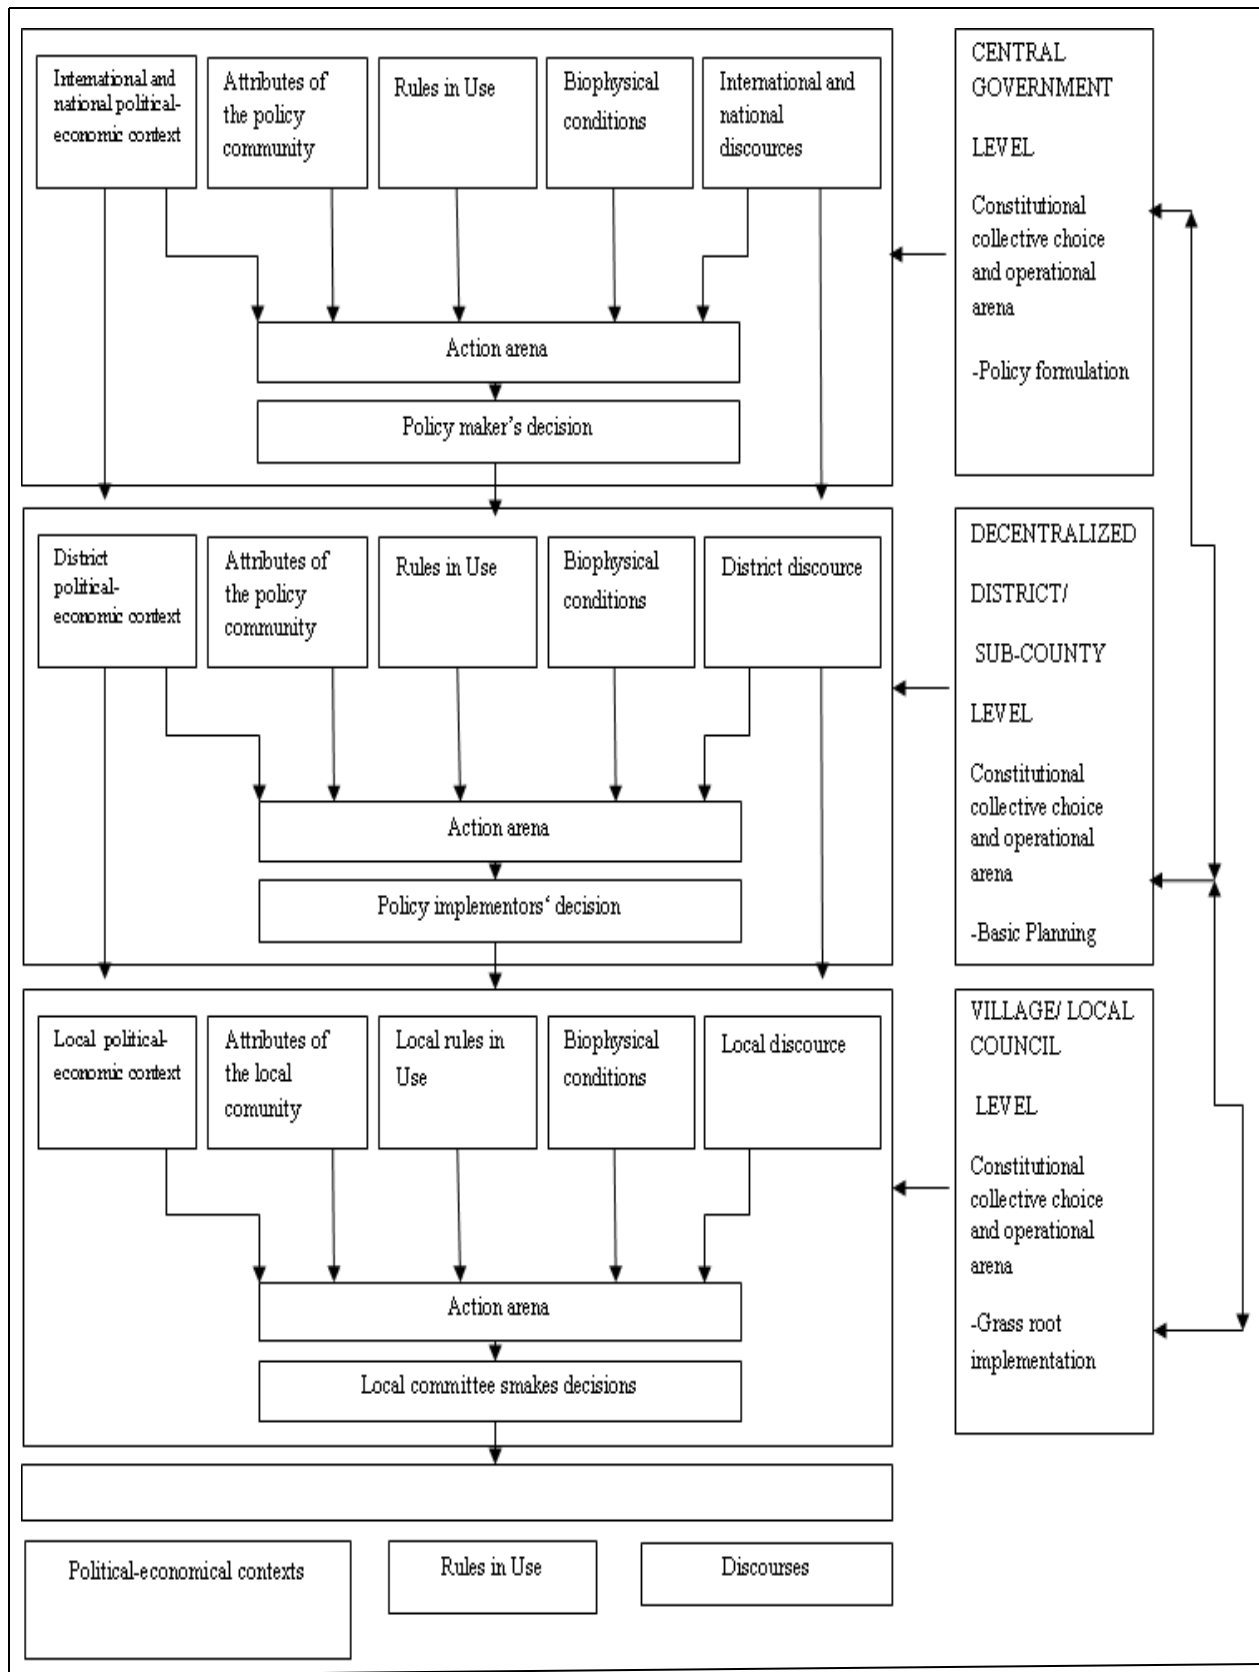 International and
national political-
economic context
Attributes of
the policy
community
Rules in Use
Biophysical
conditions
International and
national
discources
Action arena
Policy maker's decision
CENTRAL
GOVERNMENT
LEVEL
Constitutional
collective choice
and operational
arena
-Policy formulation
District
political-
economic context
Attributes of
the policy
community
Rules in Use
Biophysical
conditions
District discource
Action arena
Policy implementors‘ decision
DECENTRALIZED
DISTRICT/
SUB-COUNTY
LEVEL
Constitutional
collective choice
and operational
arena
-Basic Planning
Local political-
economic context
Attributes of
the local
comunity
Local rules in
Use
Biophysical
conditions
Local discource
Action arena
Local committee smakes decisions
VILLAGE/ LOCAL
COUNCIL
LEVEL
Constitutional
collective choice
and operational
arena
-Grass root
implementation
Political-economical contexts
Rules in Use
Discourses